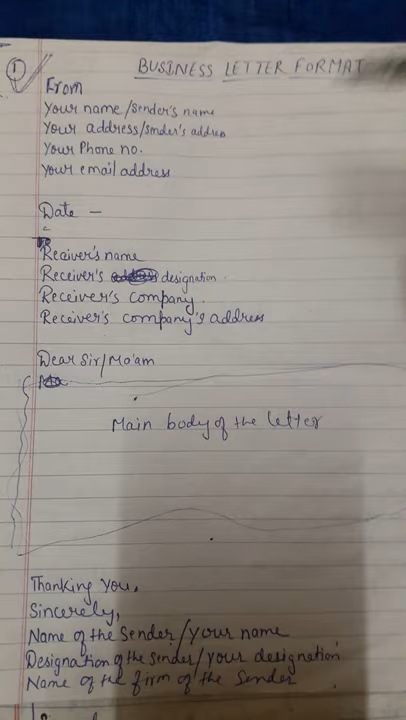 ①
BUSINESS LETTER FORMAT
From
Your name/sender's name
Your address/sender's address
Your Phone no.
Your email address
Date —
Reciver's name
Receiver's designation.
Receiver's company.
Receiver's company's address
Dear Sir/Ma'am
Main body of the letter
Thanking You,
Sincerely,
Name of the Sender/your name
Designation of the sender/your designation
Name of the firm of the Sender